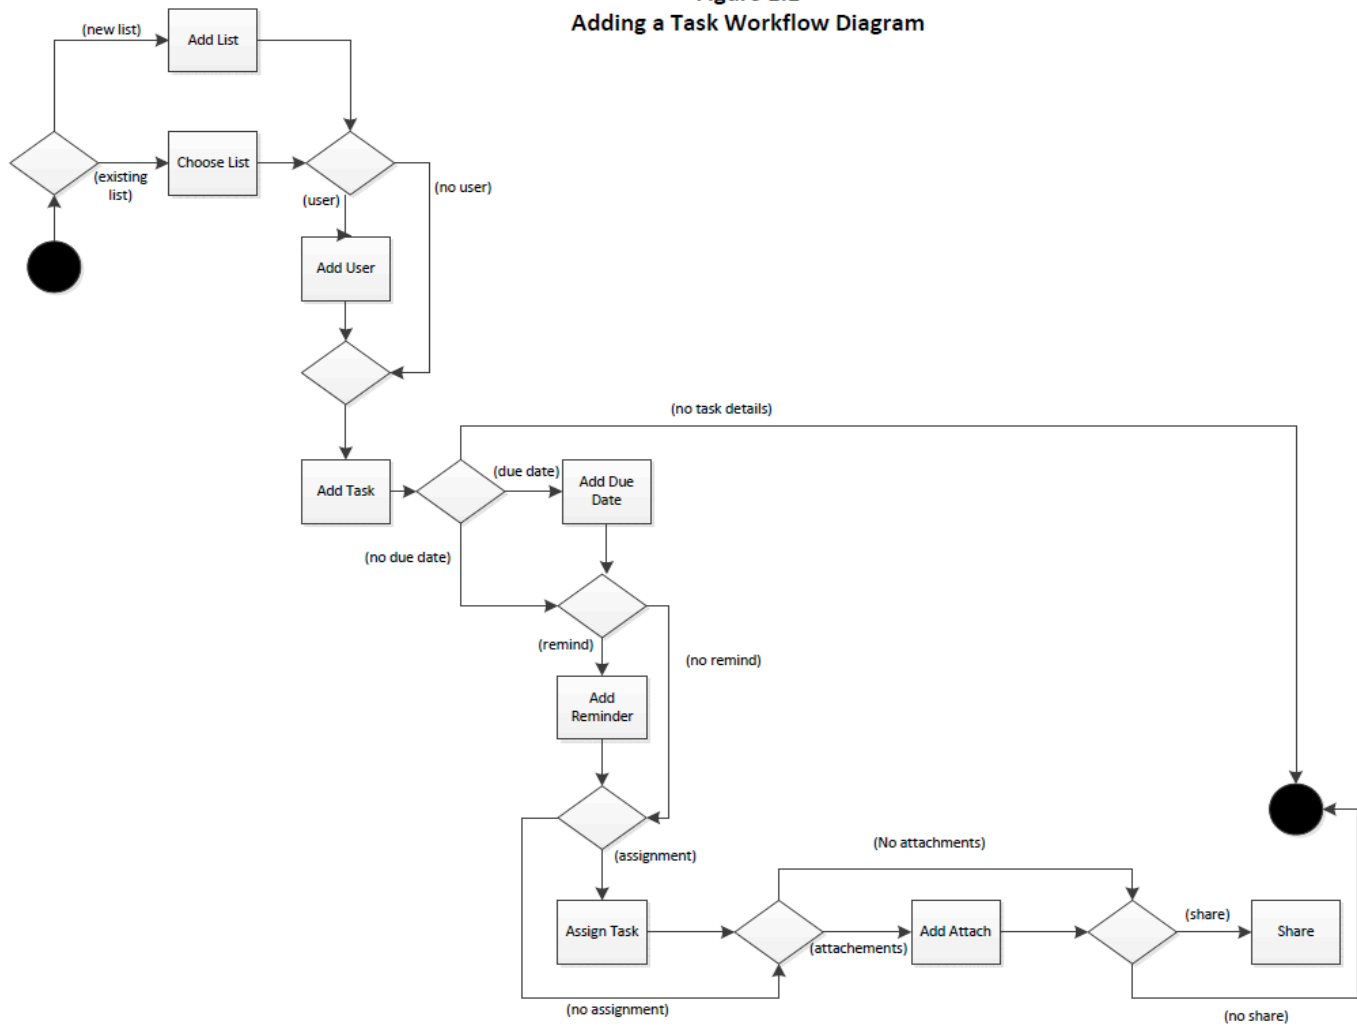 Adding a Task Workflow Diagram
(new list)
Add List
Choose List
(existing
list)
(no user)
(user)
Add User
(no task details)
(due date)
Add Due
Date
Add Task
(no due date)
(remind)
(no remind)
Add
Reminder
(assignment)
(No attachments)
(share)
Assign Task
(attachements)
Add Attach
Share
(no assignment)
(no share)